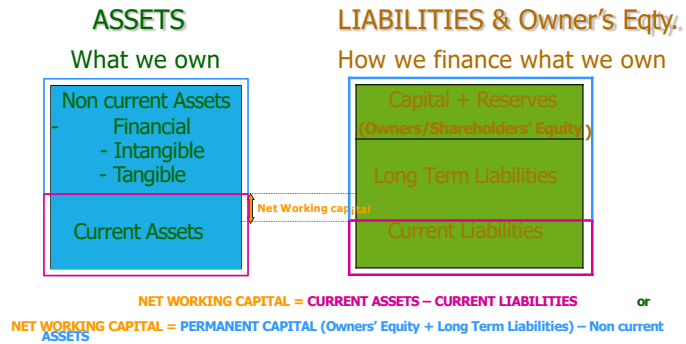 ASSETS
LIABILITIES & Owner's Eqty.
What we own
How we finance what we own
Non current Assets
- Financial
- Intangible
- Tangible
Current Assets
Net Working capital
Capital + Reserves
(Owners/Shareholders' Equity)
Long Term Liabilities
Current Liabilities
NET WORKING CAPITAL = CURRENT ASSETS – CURRENT LIABILITIES or
NET WORKING CAPITAL = PERMANENT CAPITAL (Owners' Equity + Long Term Liabilities) – Non current
ASSETS